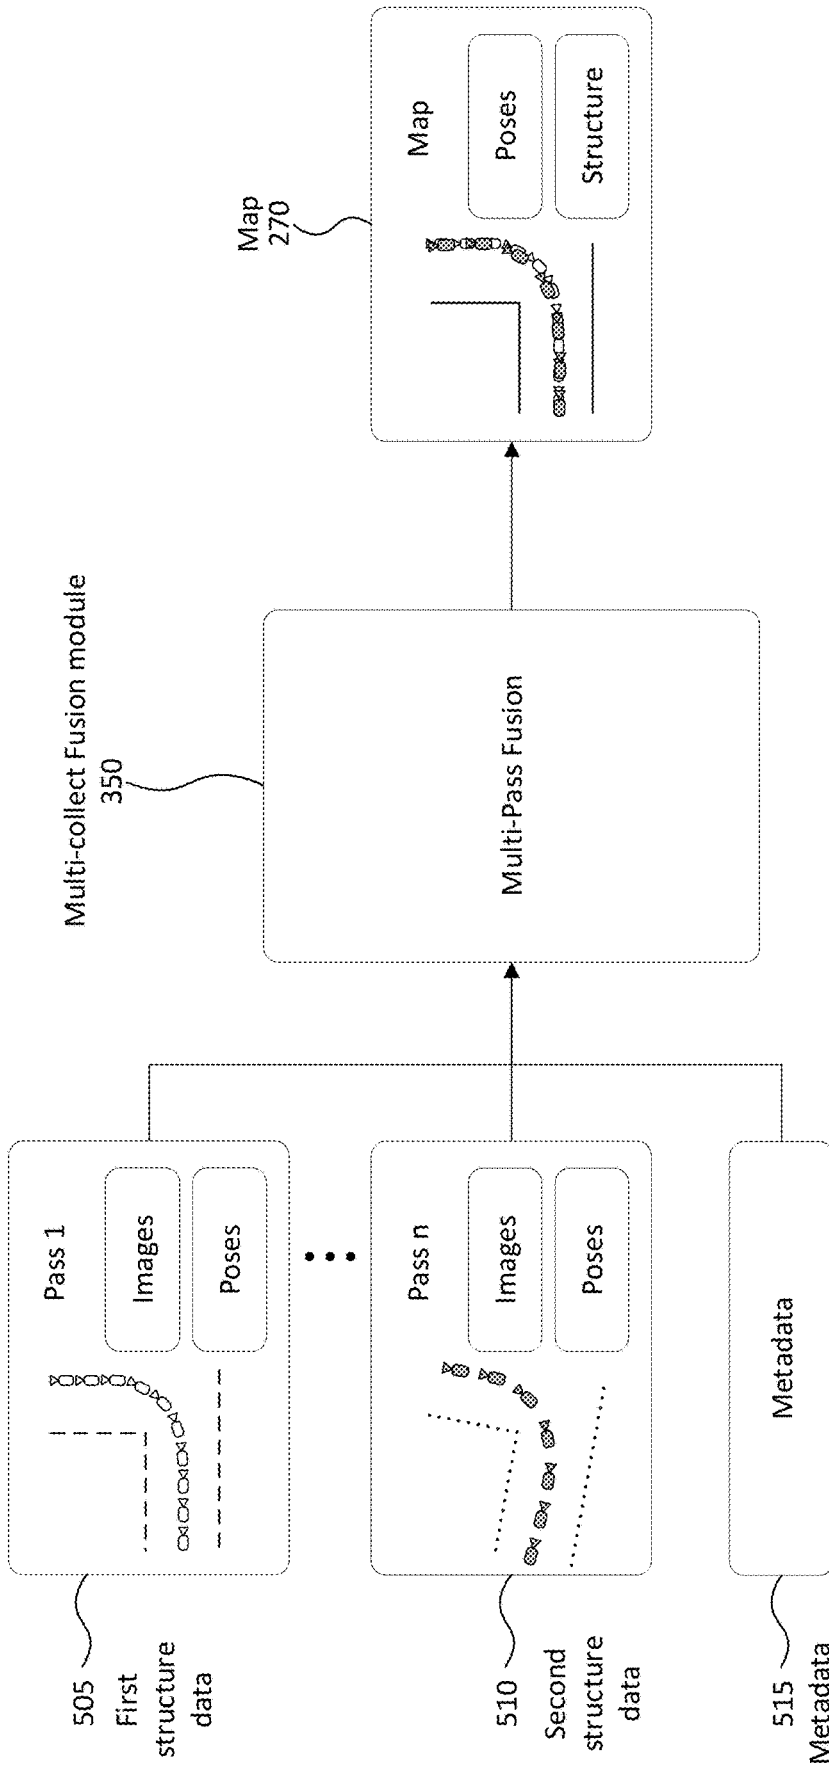 505
First
structure
data
Pass 1
Images
Poses
510
Second
structure
data
Pass n
Images
Poses
515
Metadata
Metadata
Multi-collect Fusion module
350
Multi-Pass Fusion
Map
270
Map
Poses
Structure